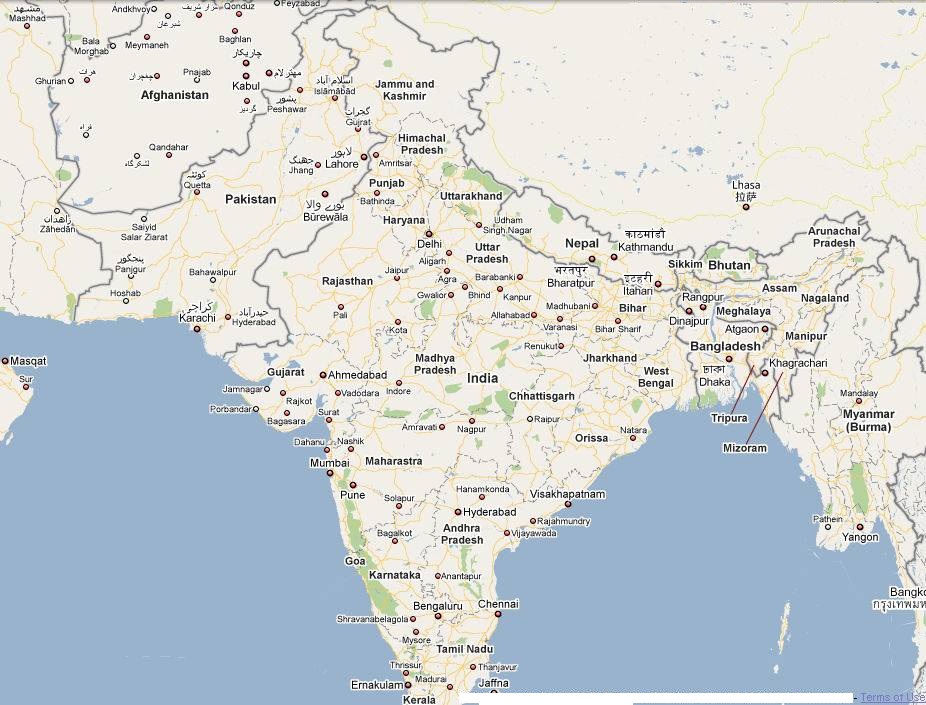 Andkhvoy
مزار شريف
Qonduz
Feyzabad
مشهد
Mashhad
شبرغان
Bala
Morghab
Meymaneh
Baghlan
چاریکار
Ghurian
هرات
چغچران
Pnajab
Kabul
مهترلام
اسلام آباد
Islāmābād
Jammu and
Kashmir
Afghanistan
گردیز
پشور
Peshawar
گجرات
Gujrat
فراه
Himachal
Pradesh
Qandahar
لشكرگاه
لاہور
Lahore
جهنگ
Jhang
Amritsar
کوئٹہ
Quetta
Pakistan
بورے والا
Būrewāla
Punjab
Bathinda
Uttarakhand
Lhasa
拉萨
زاهدان
Zāhedān
Saiyid
Salar Ziarat
Haryana
Delhi
Udham
Singh Nagar
Arunachal
Pradesh
Nepal
काठमांडौ
Kathmandu
Uttar
Pradesh
Aligarh
پنجگور
Panjgur
Bahawalpur
Jaipur
Agra
Barabanki
भरतपुर
Bharatpur
इटहरी
Itahari
Sikkim
Bhutan
Rajasthan
Hoshab
Gwalior
Bhind
Kanpur
Assam
Nagaland
Rangpur
کراچی
Karachi
حیدرآباد
Hyderabad
Pali
Allahabad
Madhubani
Bihar
Dinajpur
Meghalaya
Kota
Varanasi
Bihar Sharif
Atgaon
Manipur
Renukut
Bangladesh
Masqat
Madhya
Pradesh
Jharkhand
Khagrachari
Sur
Gujarat
Ahmedabad
India
West
Bengal
ঢাকা
Dhaka
Jamnagar
Rajkot
Vadodara
Indore
Chhattisgarh
Mandalay
Porbandar
Bagasara
Surat
Amravati
Nagpur
Raipur
Tripura
Myanmar
(Burma)
Dahanu
Nashik
Orissa
Natara
Mizoram
Mumbai
Maharastra
Pune
Solapur
Hanamkonda
Visakhapatnam
Hyderabad
Rajahmundry
Pathein
Andhra
Pradesh
Bagalkot
Vijayawada
Yangon
Goa
Karnataka
Anantapur
Bangko
กรุงเทพมห
Bengaluru
Chennai
Shravanabelagola
Mysore
Tamil Nadu
Thrissur
Thanjavur
Ernakulam
Madurai
Jaffna
Kerala
- Terms of Use